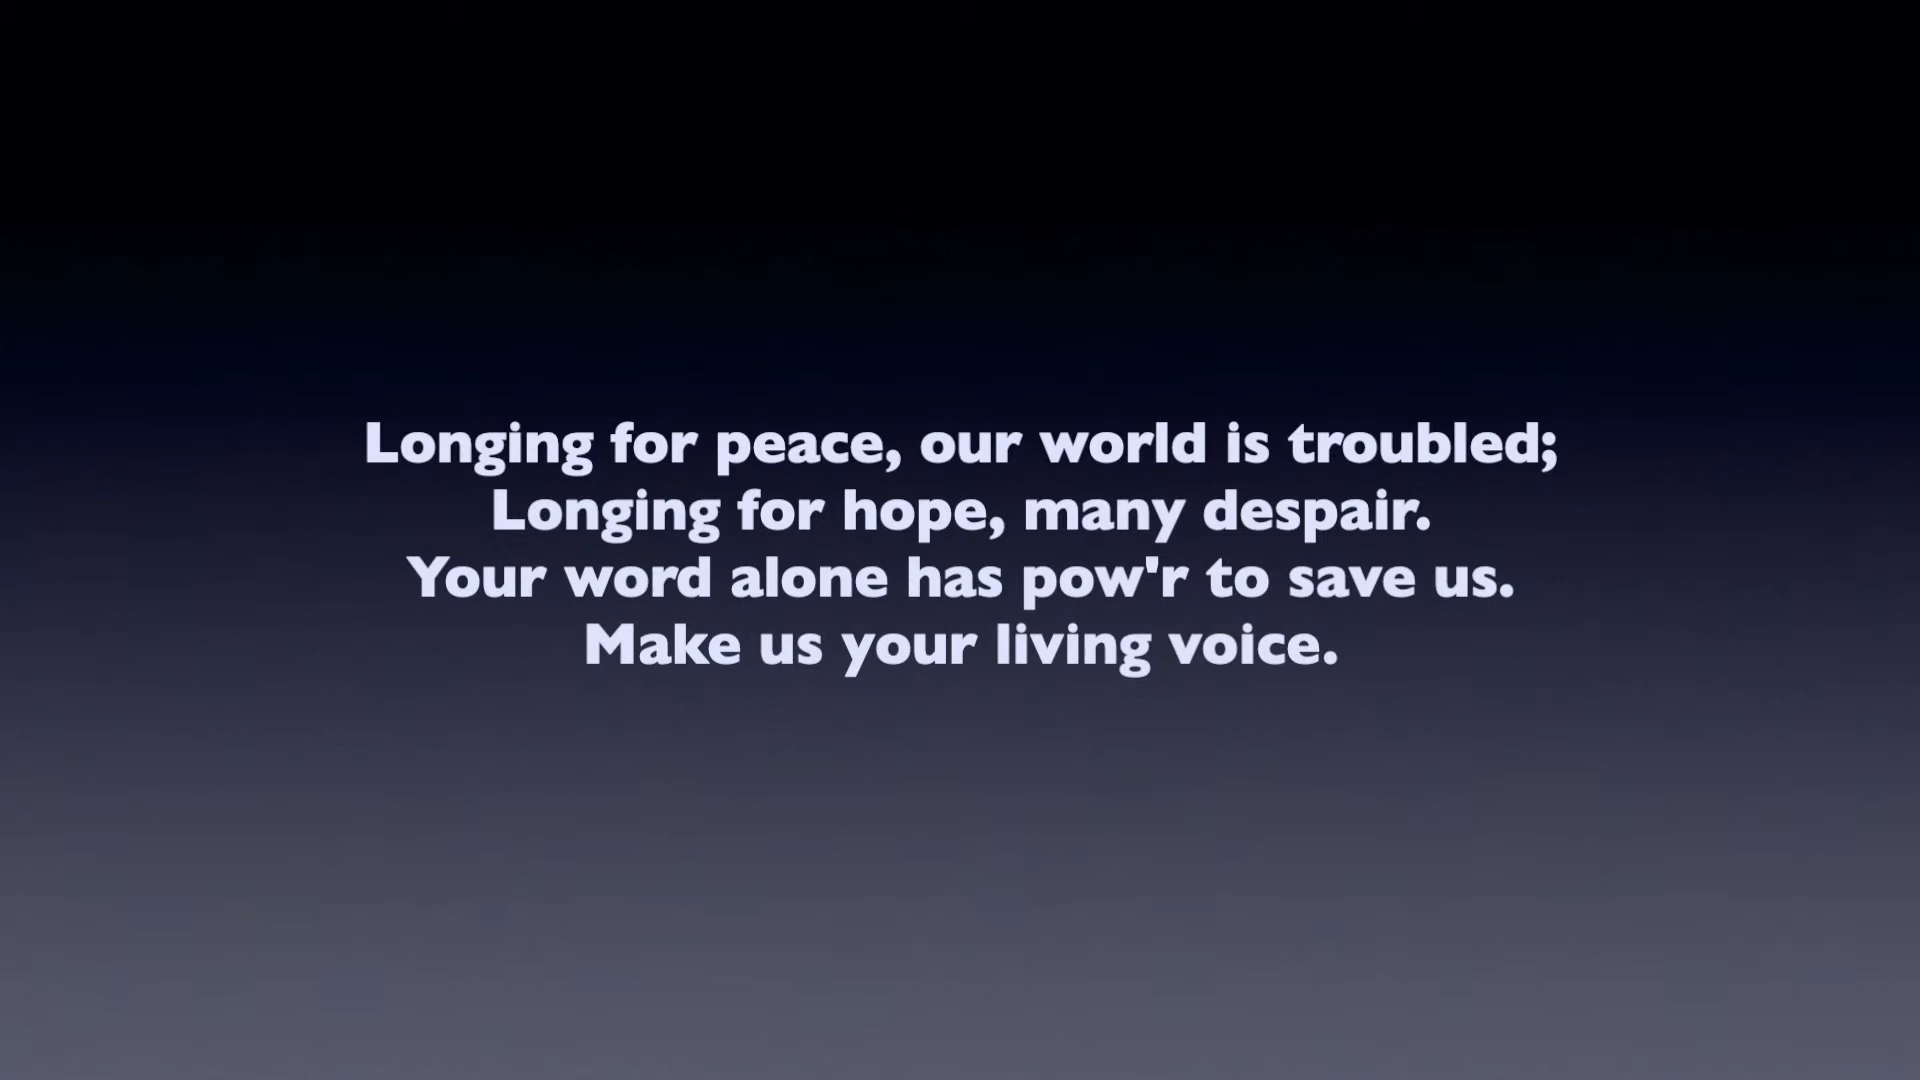 Longing for peace, our world is troubled;
Longing for hope, many despair.
Your word alone has pow'r to save us.
Make us your living voice.